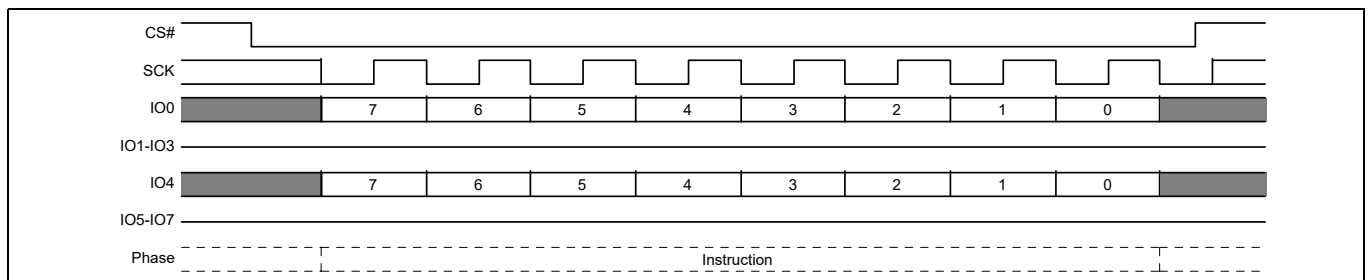 CS#
SCK
IO0 7 6 5 4 3 2 1 0
IO1-IO3
IO4 7 6 5 4 3 2 1 0
IO5-IO7
Phase Instruction